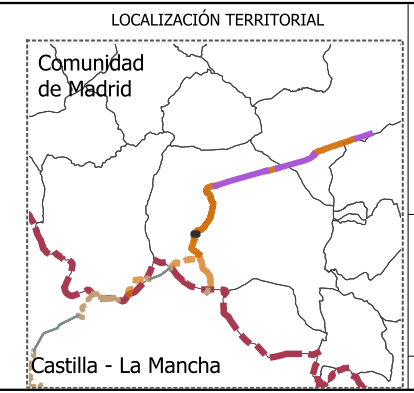 LOCALIZACIÓN TERRITORIAL
Comunidad
de Madrid
Castilla - La Mancha